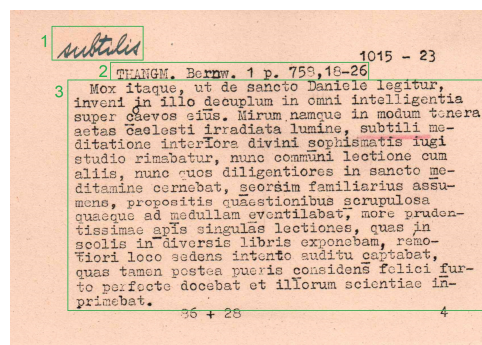 1 subtilis
1015 - 23
2 THANGM. Bernw. 1 p. 758,18-26
3 Mox itaque, ut de sancto Daniele legitur,
inveni in illo decuplum in omni intelligentia
super coaevos eius. Mirum namque in modum tenera
aetas caelesti irradiata lumine, subtili me-
ditatione interiora divini sophismatis iugi
studio rimabatur, nunc communi lectione cum
aliis, nunc quos diligentiores in sancto me-
ditamine cernebat, seorsim familiarius assu-
mens, propositis quaestionibus scrupulosa
quaeque ad medullam eventilabat, more pruden-
tissimae apis singulas lectiones, quas in
scolis in diversis libris exponebam, remo-
tiori loco sedens intento auditu captabat,
quas tamen postea pueris considens felici fur-
to perfecte docebat et illorum scientiae in-
primebat.
86 + 28 4